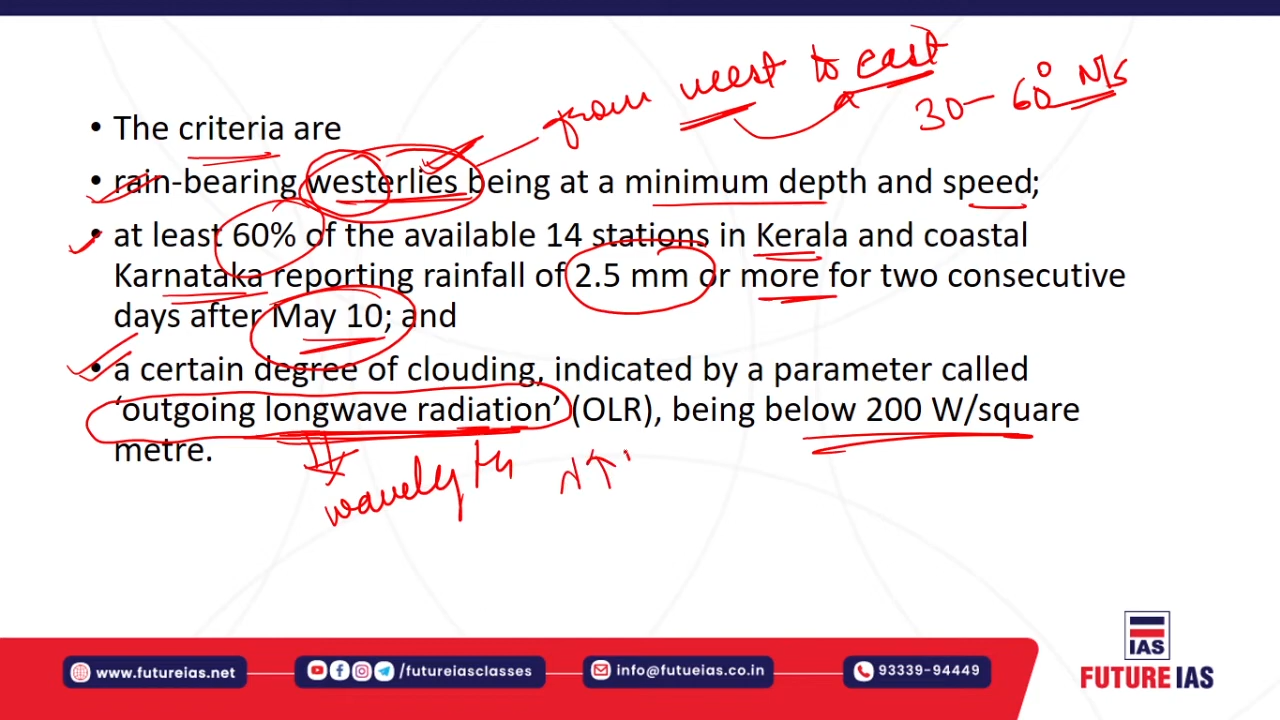 from west to east
30-60° N/S
• The criteria are
• rain-bearing westerlies being at a minimum depth and speed;
• at least 60% of the available 14 stations in Kerala and coastal
Karnataka reporting rainfall of 2.5 mm or more for two consecutive
days after May 10; and
• a certain degree of clouding, indicated by a parameter called
‘outgoing longwave radiation’ (OLR), being below 200 W/square
metre.
IAS
www.futureias.net
/futureiasclasses
info@futueias.co.in
93339-94449
FUTURE IAS